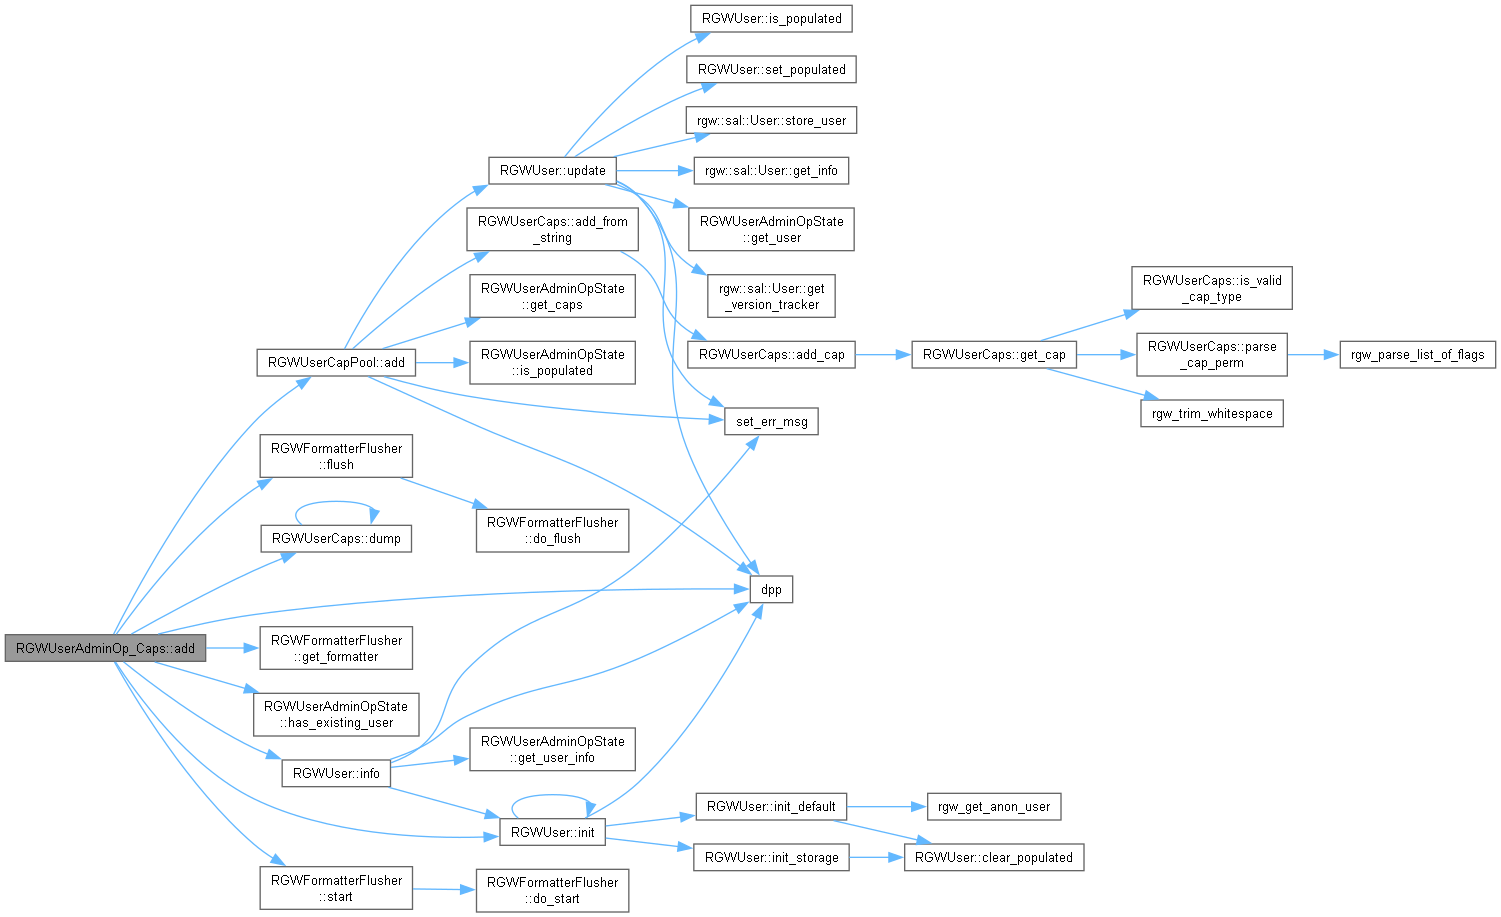 RGWUser::is_populated
RGWUser::set_populated
rgw::sal::User::store_user
RGWUser::update
rgw::sal::User::get_info
RGWUserCaps::add_from
_string
RGWUserAdminOpState
::get_user
RGWUserAdminOpState
::get_caps
rgw::sal::User::get
_version_tracker
RGWUserCaps::is_valid
_cap_type
RGWUserCapPool::add
RGWUserAdminOpState
::is_populated
RGWUserCaps::add_cap
RGWUserCaps::get_cap
RGWUserCaps::parse
_cap_perm
rgw_parse_list_of_flags
rgw_trim_whitespace
set_err_msg
RGWFormatterFlusher
::flush
RGWUserCaps::dump
RGWFormatterFlusher
::do_flush
dpp
RGWUserAdminOp_Caps::add
RGWFormatterFlusher
::get_formatter
RGWUserAdminOpState
::has_existing_user
RGWUser::info
RGWUserAdminOpState
::get_user_info
RGWUser::init
RGWUser::init_default
rgw_get_anon_user
RGWUser::init_storage
RGWUser::clear_populated
RGWFormatterFlusher
::start
RGWFormatterFlusher
::do_start